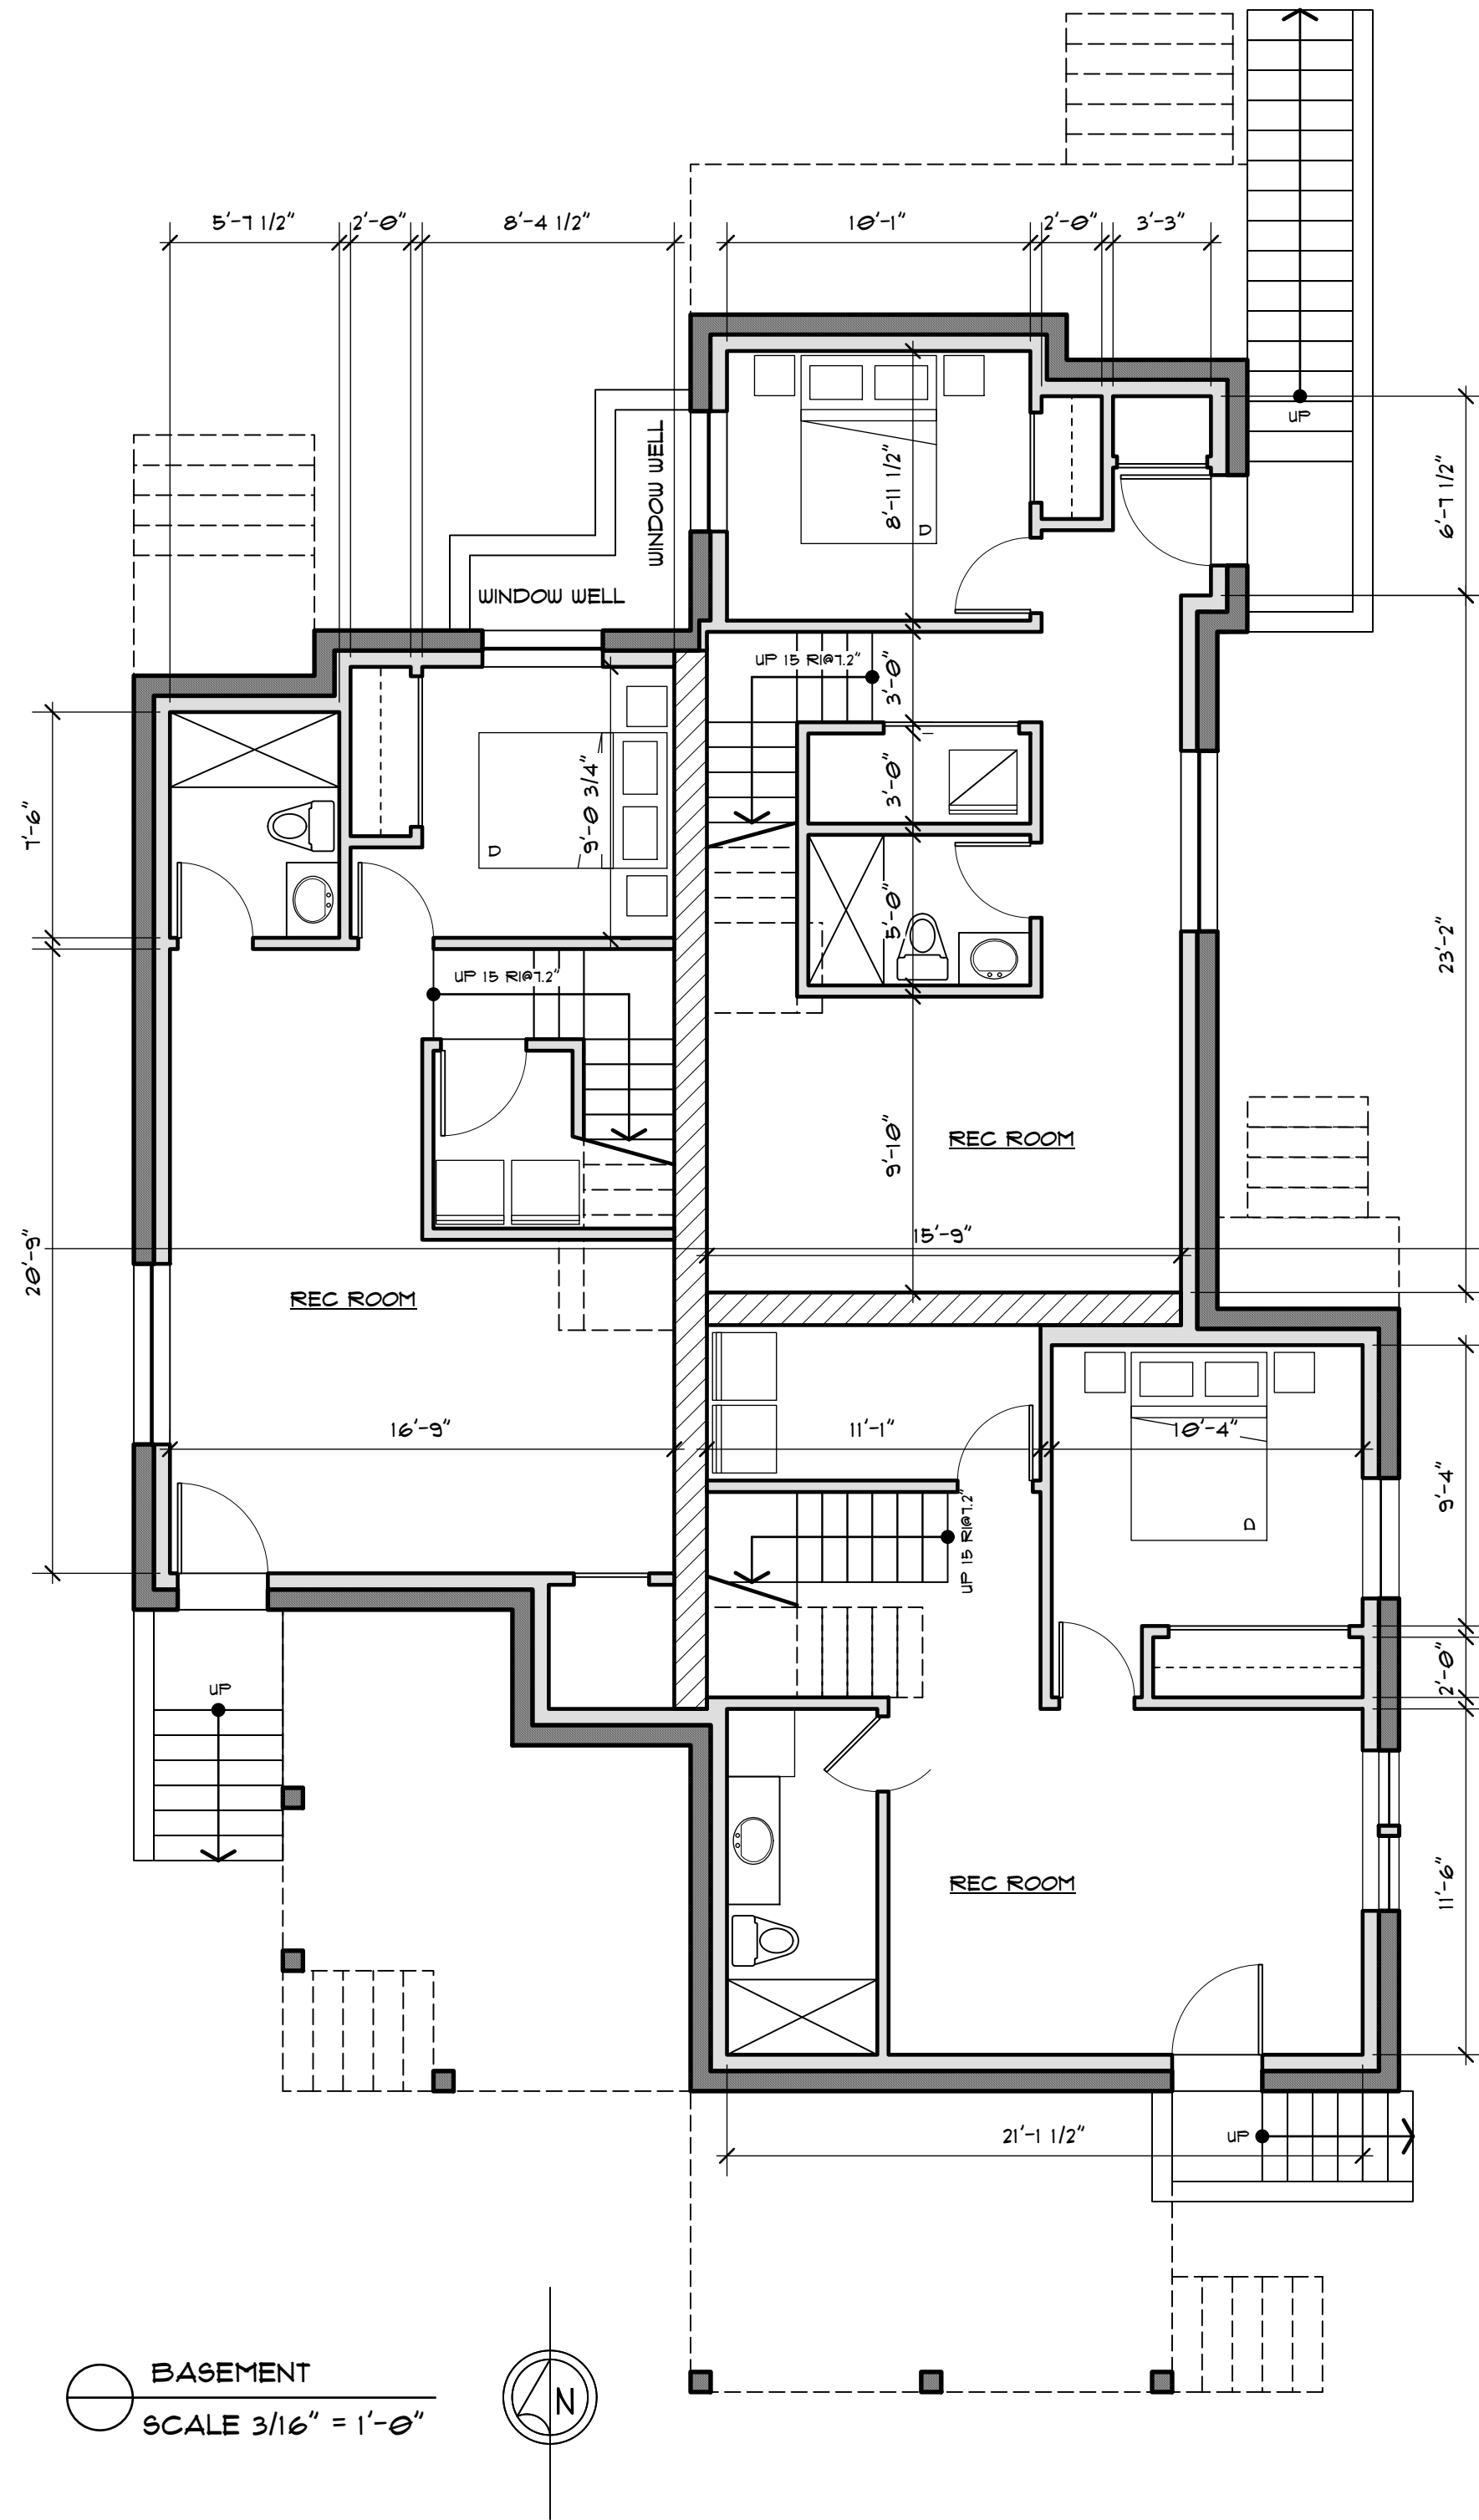 5'-7 1/2"
2'-0"
8'-4 1/2"
10'-1"
2'-0"
3'-3"
UP
WINDOW WELL
8'-11 1/2"
D
6'-7 1/2"
WINDOW WELL
UP 15 RI@7.2"
3'-0"
7'-6"
9'-0 3/4"
D
3'-0"
5'-0"
23'-2"
UP 15 RI@7.2"
9'-10"
REC ROOM
20'-9"
15'-9"
REC ROOM
16'-9"
11'-1"
10'-4"
9'-4"
D
UP 15 RI@7.2"
2'-0"
UP
REC ROOM
11'-6"
21'-1 1/2"
UP
BASEMENT
SCALE 3/16" = 1'-0"
N